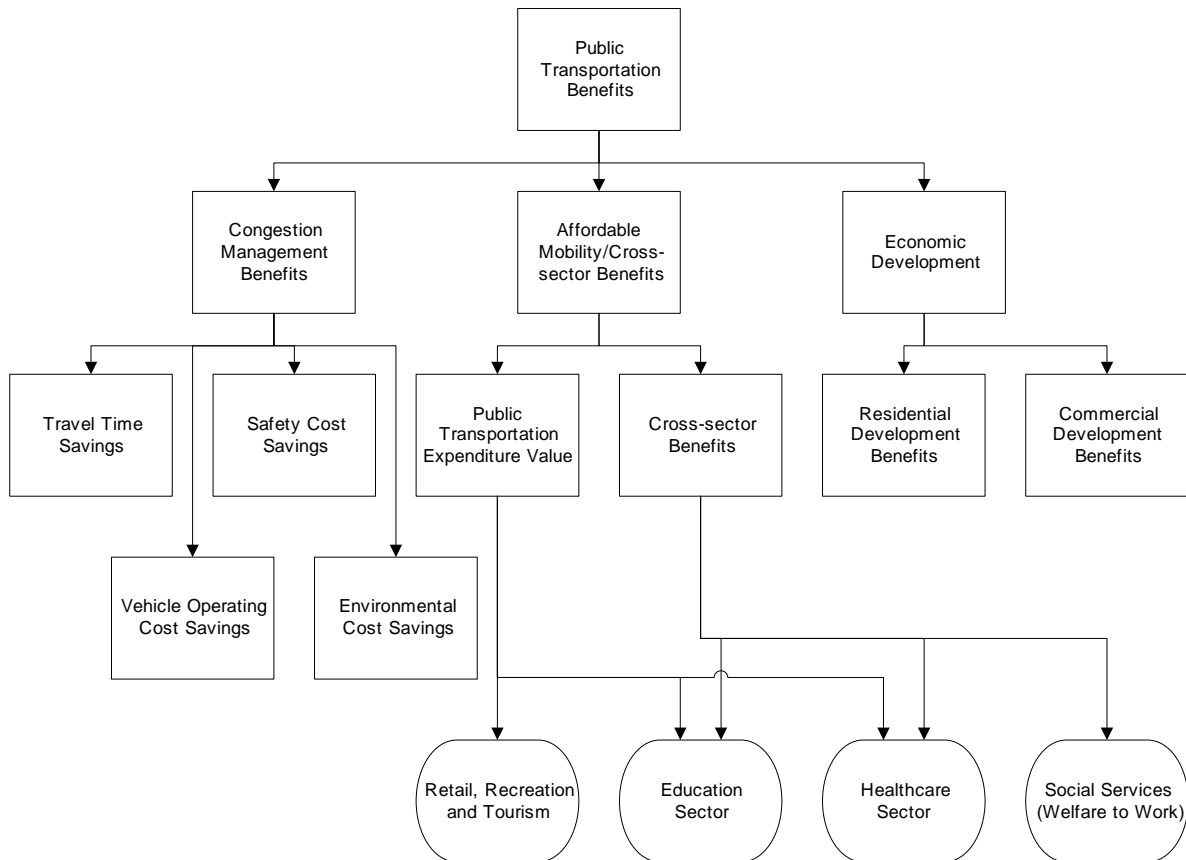 Public
Transportation
Benefits
Congestion
Management
Benefits
Affordable
Mobility/Cross-
sector Benefits
Economic
Development
Travel Time
Savings
Safety Cost
Savings
Public
Transportation
Expenditure Value
Cross-sector
Benefits
Residential
Development
Benefits
Commercial
Development
Benefits
Vehicle Operating
Cost Savings
Environmental
Cost Savings
Retail, Recreation
and Tourism
Education
Sector
Healthcare
Sector
Social Services
(Welfare to Work)